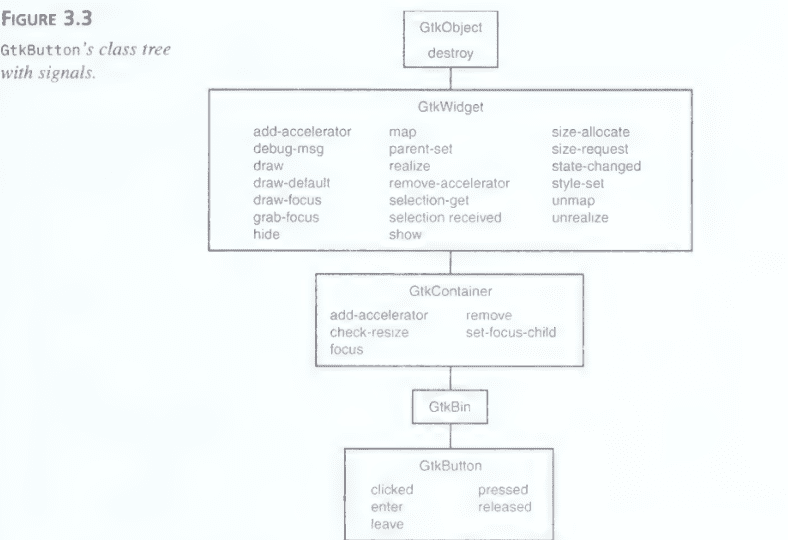 FIGURE 3.3
GtkButton's class tree
with signals.
GtkObject
destroy
GtkWidget
add-accelerator map size-allocate
debug-msg parent-set size-request
draw realize state-changed
draw-default remove-accelerator style-set
draw-focus selection-get unmap
grab-focus selection received unrealize
hide show
GtkContainer
add-accelerator remove
check-resize set-focus-child
focus
GtkBin
GtkButton
clicked pressed
enter released
leave